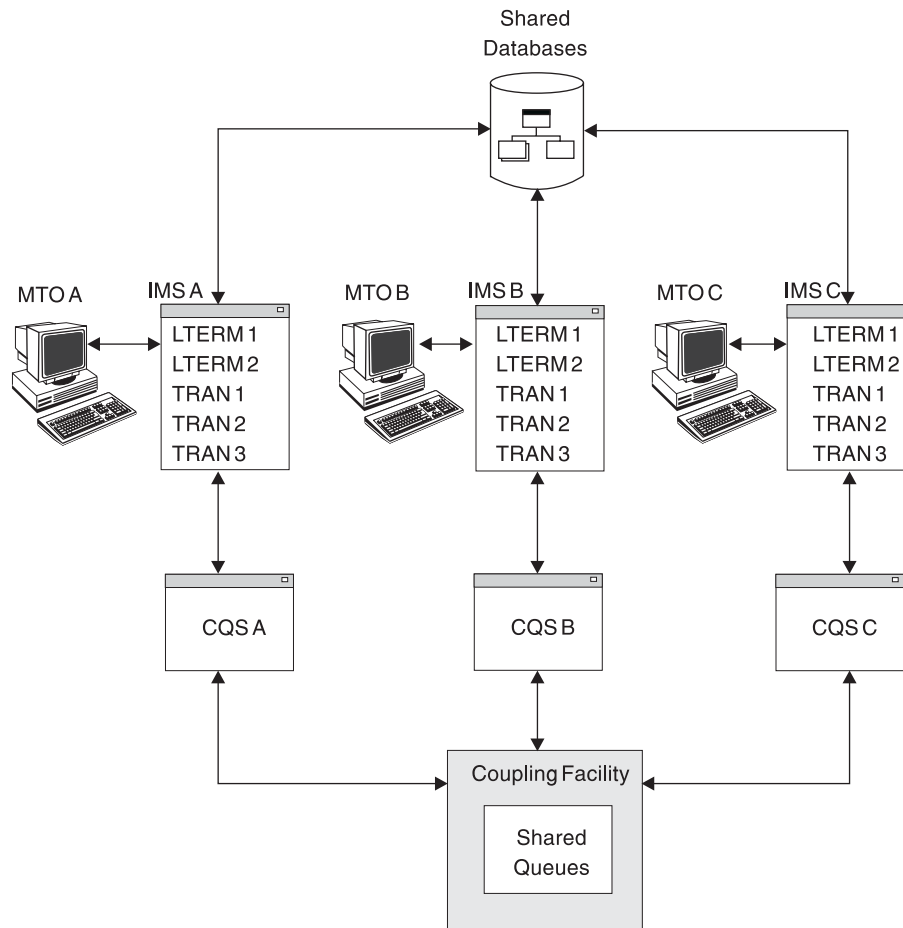 Shared
Databases
MTO A
IMS A
MTO B
IMS B
MTO C
IMS C
LTERM 1
LTERM 2
TRAN 1
TRAN 2
TRAN 3
LTERM 1
LTERM 2
TRAN 1
TRAN 2
TRAN 3
LTERM 1
LTERM 2
TRAN 1
TRAN 2
TRAN 3
CQS A
CQS B
CQS C
Coupling Facility
Shared
Queues